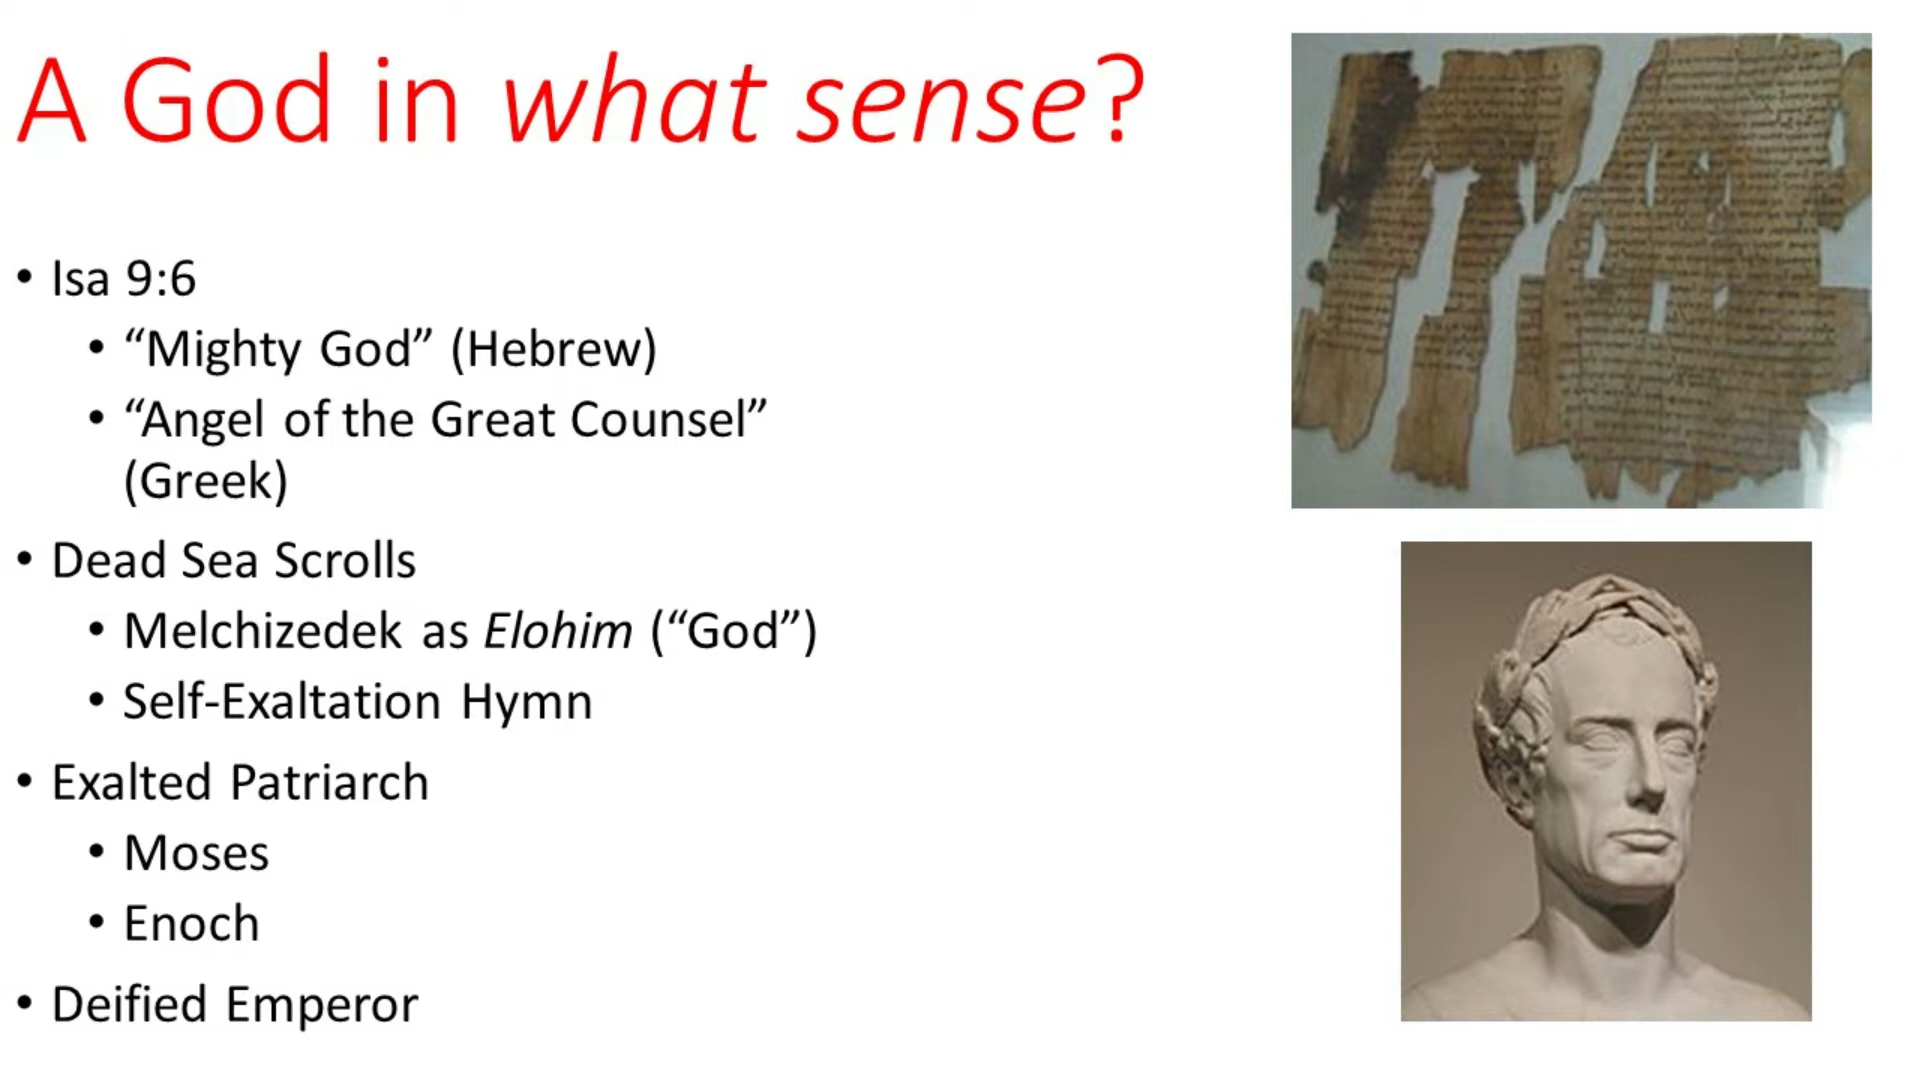 A God in what sense?
• Isa 9:6
• “Mighty God” (Hebrew)
• “Angel of the Great Counsel”
(Greek)
• Dead Sea Scrolls
• Melchizedek as Elohim (“God”)
• Self-Exaltation Hymn
• Exalted Patriarch
• Moses
• Enoch
• Deified Emperor